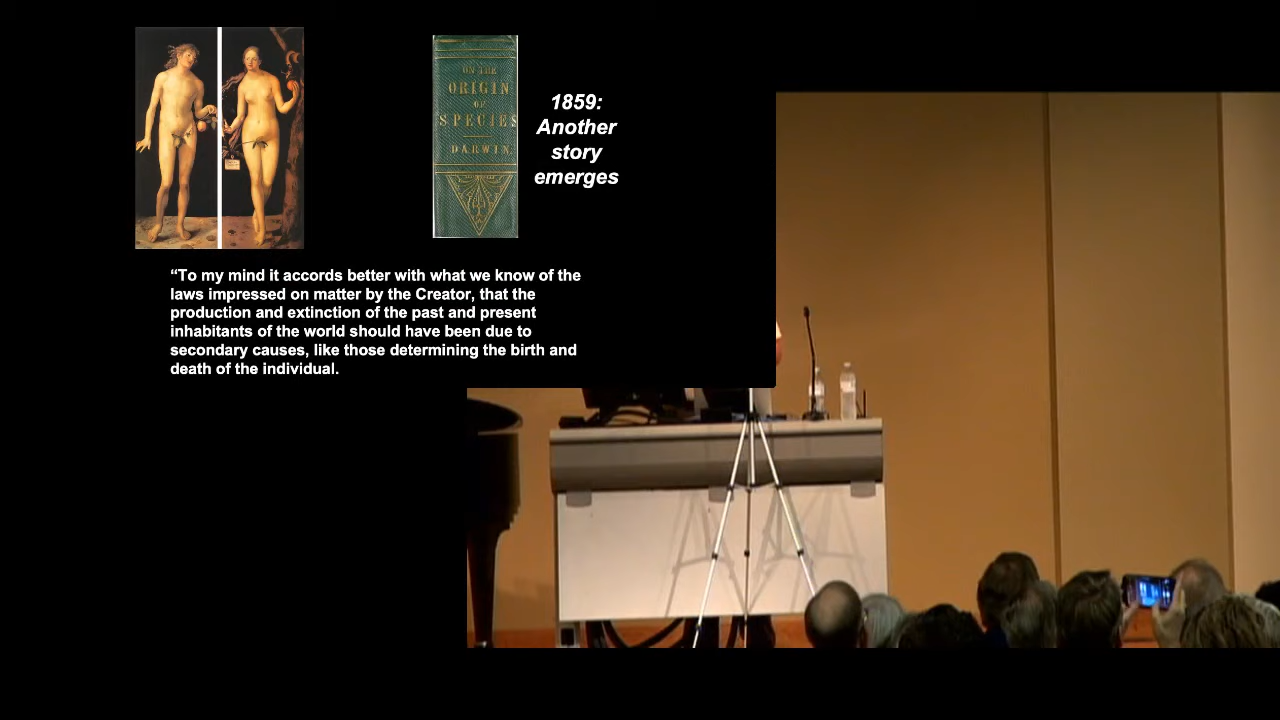 ON THE
ORIGIN
OF
SPECIES
DARWIN
1859:
Another
story
emerges
“To my mind it accords better with what we know of the
laws impressed on matter by the Creator, that the
production and extinction of the past and present
inhabitants of the world should have been due to
secondary causes, like those determining the birth and
death of the individual.